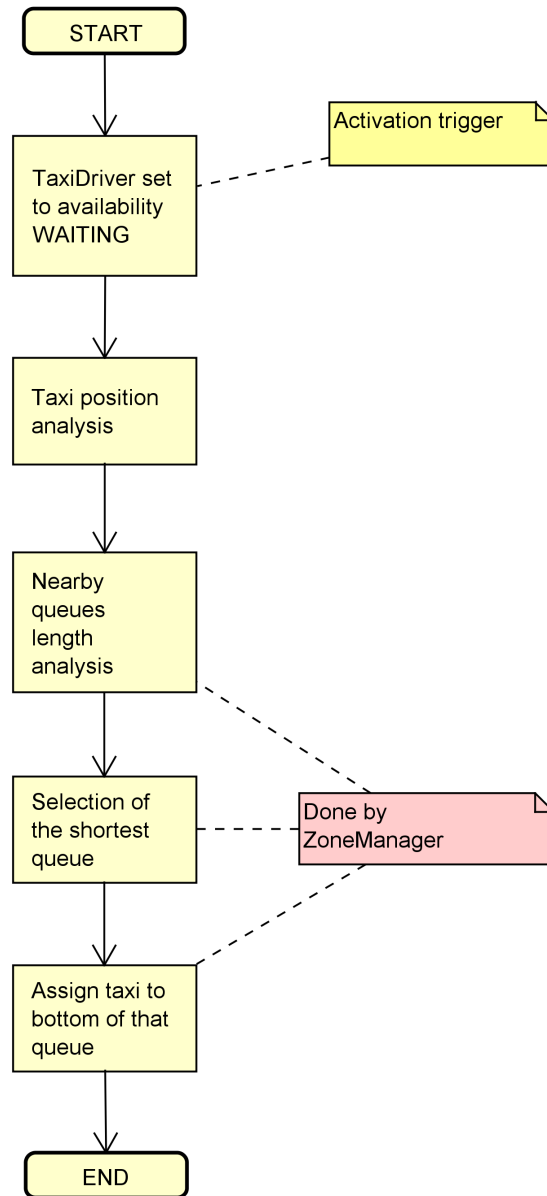 START
Activation trigger
TaxiDriver set
to availability
WAITING
Taxi position
analysis
Nearby
queues
length
analysis
Selection of
the shortest
queue
Done by
ZoneManager
Assign taxi to
bottom of that
queue
END